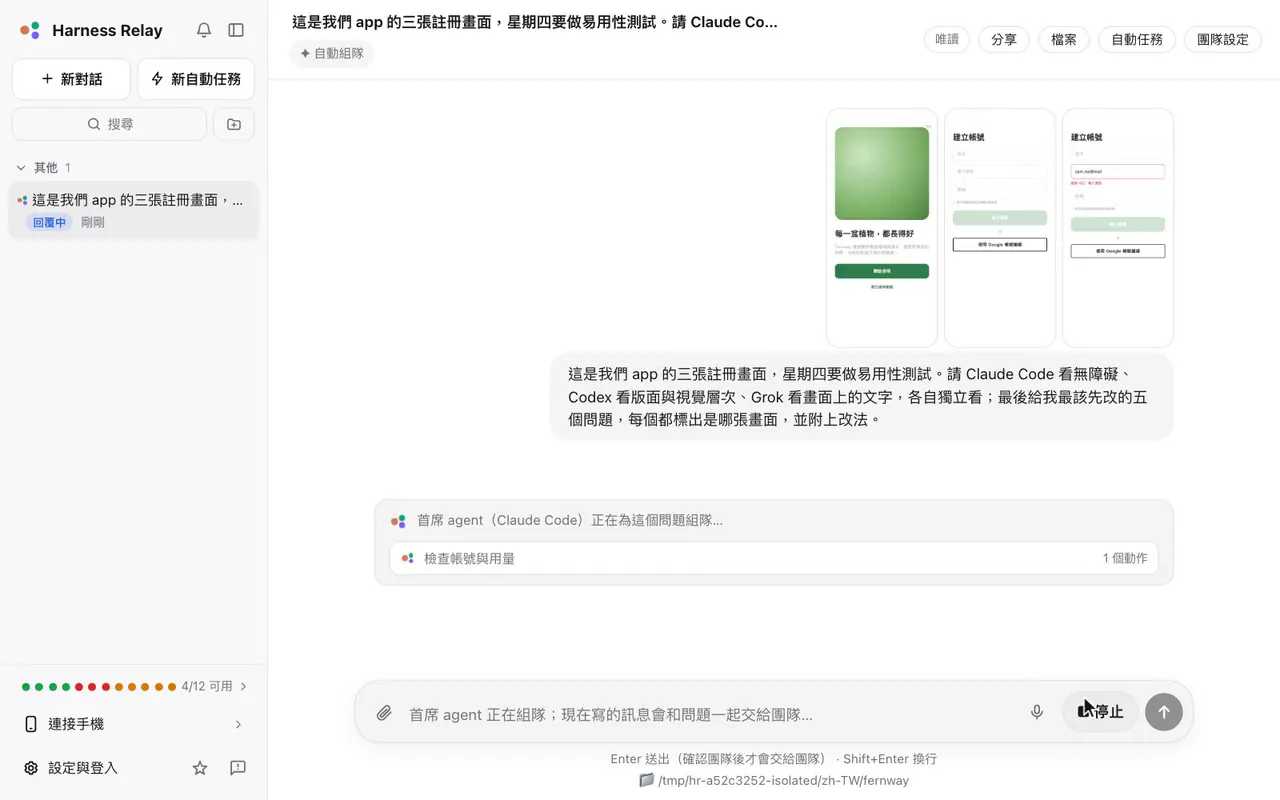 Harness Relay
+ 新對話
新自動任務
搜尋
其他 1
這是我們 app 的三張註冊畫面，...
回覆中 剛剛
4/12 可用
連接手機
設定與登入
這是我們 app 的三張註冊畫面，星期四要做易用性測試。請 Claude Co...
自動組隊
唯讀
分享
檔案
自動任務
團隊設定
每一盆植物，都長得好
開始使用
建立帳號
使用 Google 帳號繼續
建立帳號
使用 Google 帳號繼續
這是我們 app 的三張註冊畫面，星期四要做易用性測試。請 Claude Code 看無障礙、
Codex 看版面與視覺層次、Grok 看畫面上的文字，各自獨立看；最後給我最該先改的五
個問題，每個都標出是哪張畫面，並附上改法。
首席 agent（Claude Code）正在為這個問題組隊...
檢查帳號與用量
1 個動作
首席 agent 正在組隊；現在寫的訊息會和問題一起交給團隊...
停止
Enter 送出（確認團隊後才會交給團隊） · Shift+Enter 換行
/tmp/hr-a52c3252-isolated/zh-TW/fernway